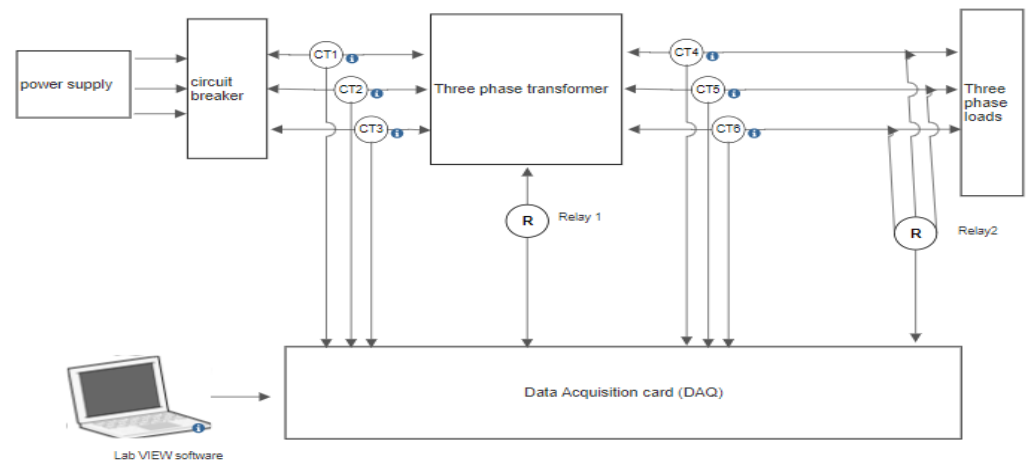 power supply
circuit
breaker
CT1
CT2
CT3
Three phase transformer
CT4
CT5
CT6
Three
phase
loads
R
Relay 1
R
Relay2
Data Acquisition card (DAQ)
Lab VIEW software